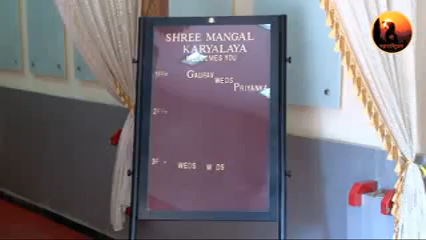 SHREE MANGAL
KARYALAYA
WELCOMES YOU
GAURAV
WEDS
PRIYANKA
WEDS